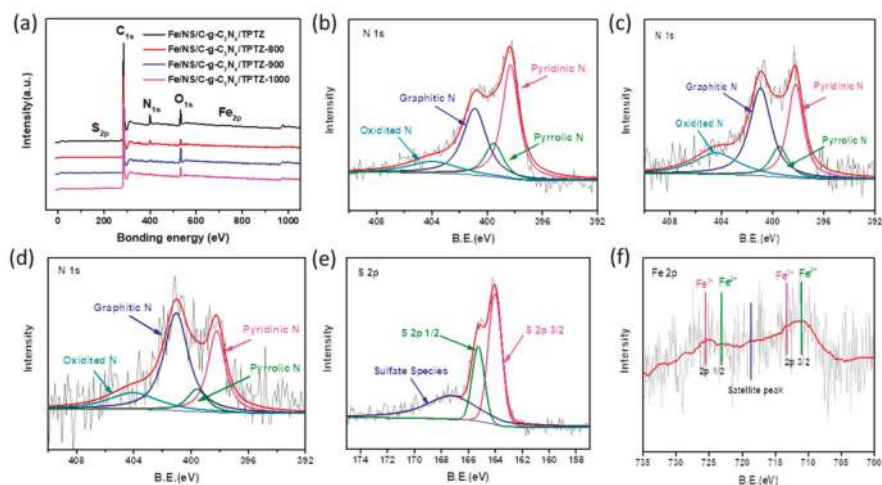 (a)
C1s
Fe/NS/C-g-C3N4/TPTZ
Fe/NS/C-g-C3N4/TPTZ-800
Fe/NS/C-g-C3N4/TPTZ-900
Fe/NS/C-g-C3N4/TPTZ-1000
S2p
N1s
O1s
Fe2p
Intensity(a.u.)
0 200 400 600 800 1000
Bonding energy (eV)
(b)
N 1s
Pyridinic N
Graphitic N
Oxidited N
Pyrrolic N
Intensity
408 404 400 396 392
B.E.(eV)
(c)
N 1s
Graphitic N
Pyridinic N
Oxidited N
Pyrrolic N
Intensity
408 404 400 396 392
B.E.(eV)
(d)
N 1s
Graphitic N
Pyridinic N
Oxidited N
Pyrrolic N
Intensity
408 404 400 396 392
B.E.(eV)
(e)
S 2p
S 2p 1/2
S 2p 3/2
Sulfate Species
Intensity
176 174 172 170 168 166 164 162 160 158
B.E.(eV)
(f)
Fe 2p
Fe3+ Fe2+
Fe3+ Fe2+
2p 1/2
2p 3/2
Satellite peak
Intensity
735 730 725 720 715 710 705 700
B.E.(eV)